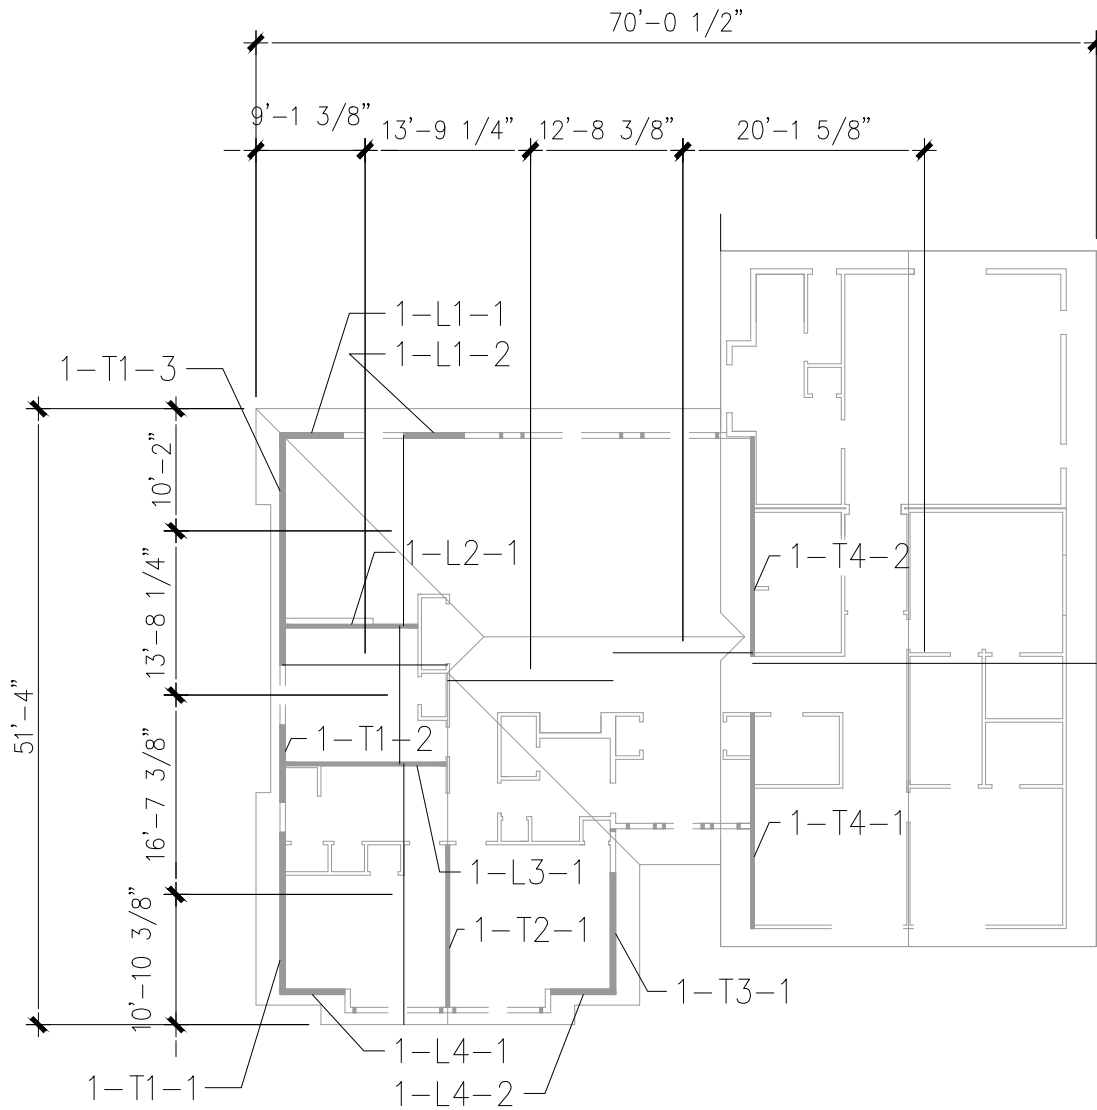 70'-0 1/2"
9'-1 3/8"
13'-9 1/4"
12'-8 3/8"
20'-1 5/8"
1-L1-1
1-L1-2
1-T1-3
10'-2"
1-L2-1
1-T4-2
13'-8 1/4"
51'-4"
1-T1-2
16'-7 3/8"
1-T4-1
1-L3-1
10'-10 3/8"
1-T2-1
1-T3-1
1-L4-1
1-T1-1
1-L4-2